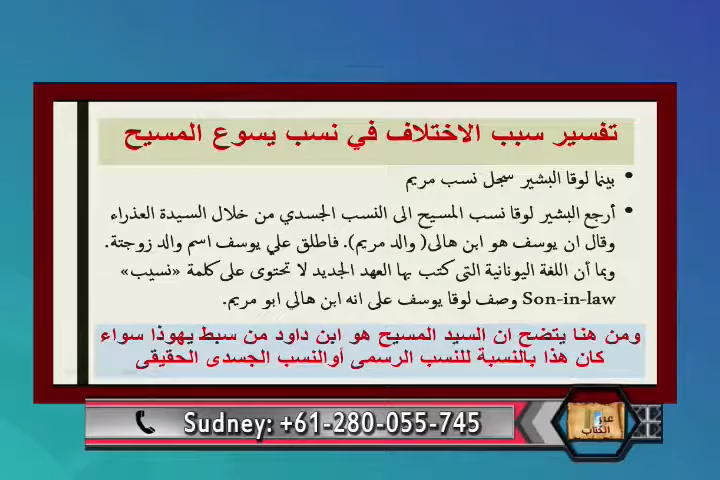 تفسير سبب الاختلاف في نسب يسوع المسيح
• بينما لوقا البشير سجل نسب مريم
• أرجع البشير لوقا نسب المسيح الى النسب الجسدي من خلال السيدة العذراء
وقال ان يوسف هو ابن هالى( والد مريم). فاطلق علي يوسف اسم والد زوجتة.
وبما أن اللغة اليونانية التى كتب بها العهد الجديد لا تحتوى على كلمة «نسيب»
Son-in-law وصف لوقا يوسف على انه ابن هالي ابو مريم.
ومن هنا يتضح ان السيد المسيح هو ابن داود من سبط يهوذا سواء
كان هذا بالنسبة للنسب الرسمى أوالنسب الجسدى الحقيقى
Sudney: +61-280-055-745
الكتاب